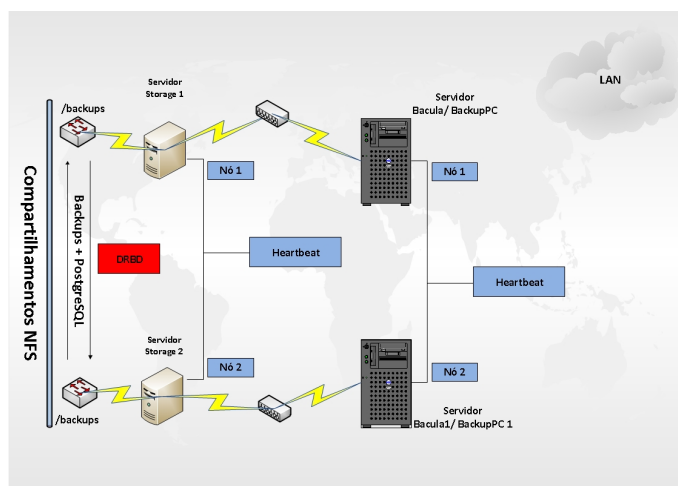 LAN
Servidor
Storage 1
Servidor
Bacula/ BackupPC
/backups
Nó 1
Nó 1
Compartilhamentos NFS
Backups + PostgreSQL
DRBD
Heartbeat
Heartbeat
Servidor
Storage 2
Nó 2
Nó 2
/backups
Servidor
Bacula1/ BackupPC 1